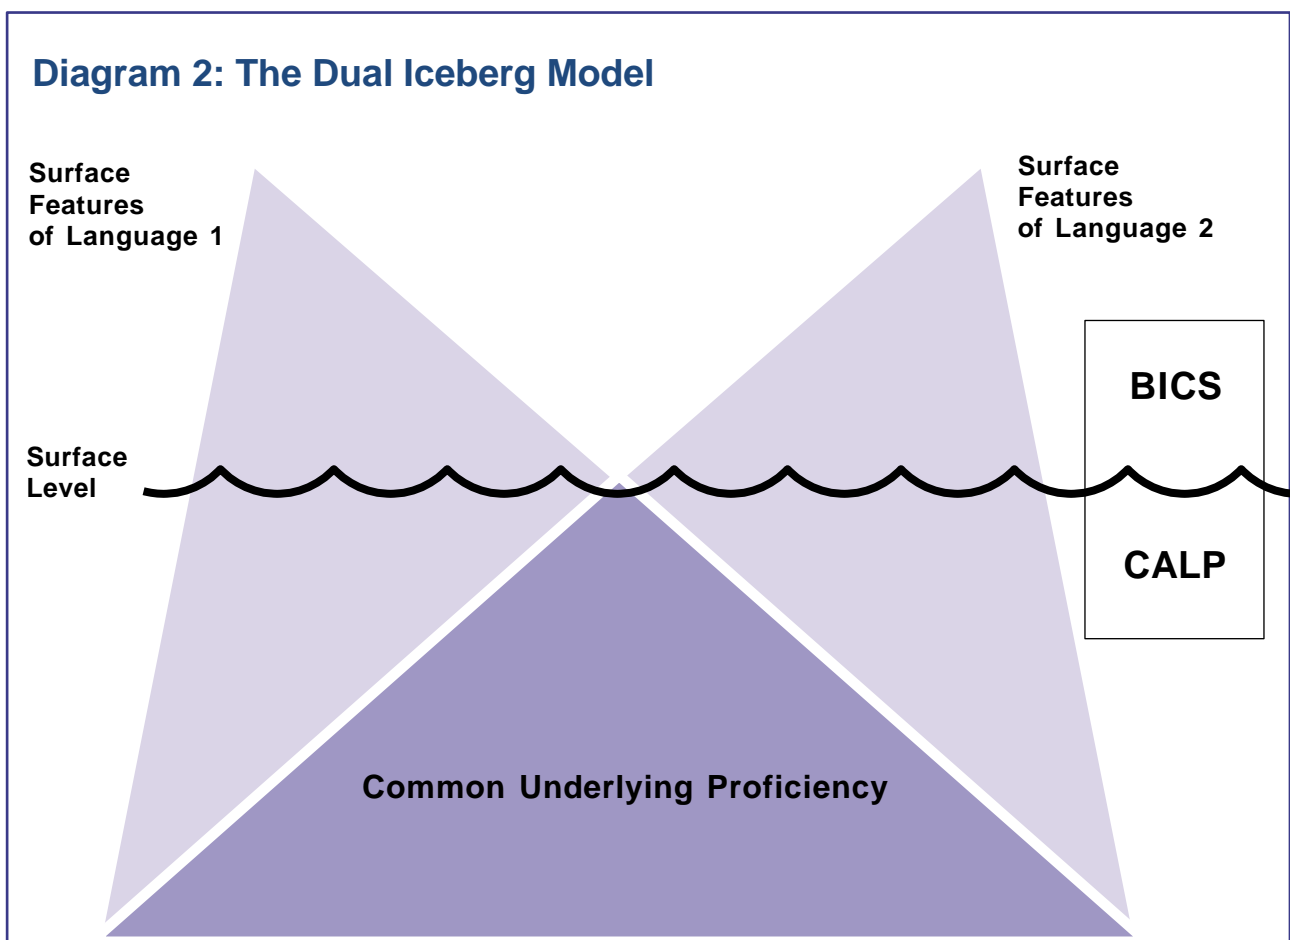 Diagram 2: The Dual Iceberg Model
Surface
Features
of Language 1
Surface
Features
of Language 2
BICS
Surface
Level
CALP
Common Underlying Proficiency